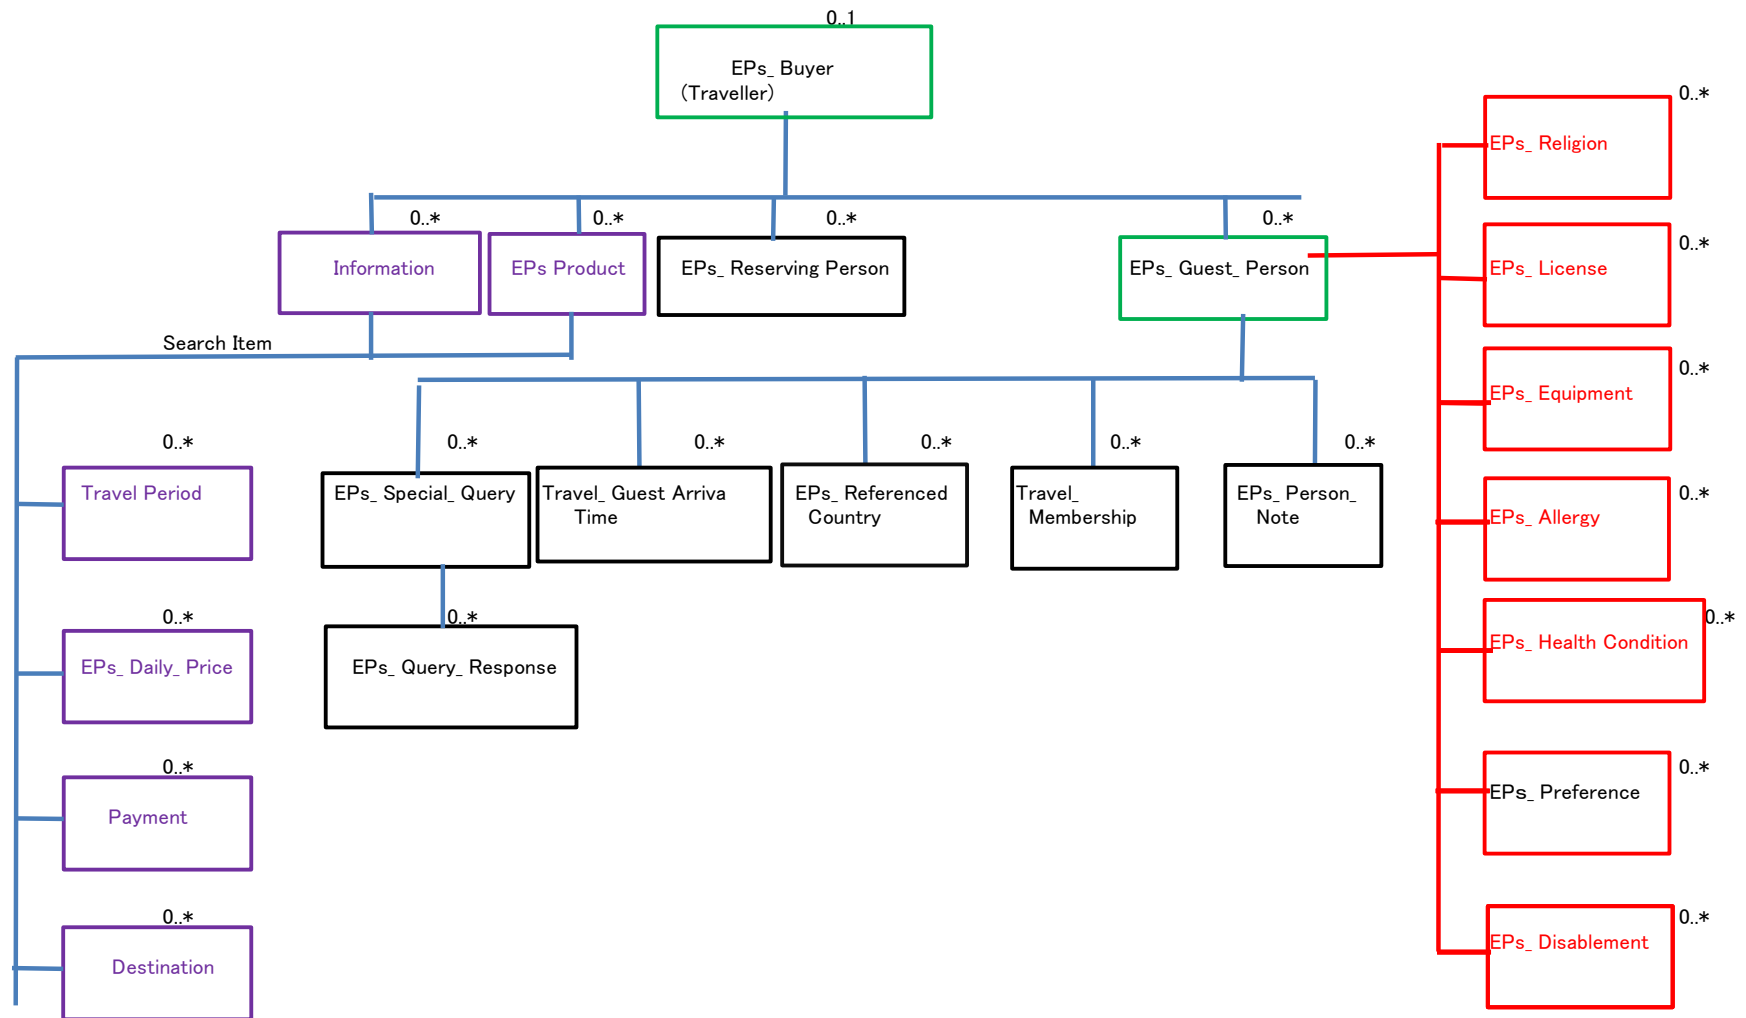 0..1
EPs_ Buyer
(Traveller)
0..*
EPs_ Religion
0..*
0..*
0..*
0..*
Information
EPs Product
EPs_ Reserving Person
EPs_ Guest_ Person
0..*
EPs_ License
Search Item
0..*
EPs_ Equipment
0..*
0..*
0..*
0..*
0..*
0..*
Travel Period
EPs_ Special_ Query
Travel_ Guest Arriva
Time
EPs_ Referenced
Country
Travel_
Membership
EPs_ Person_
Note
0..*
EPs_ Allergy
0..*
0..*
0..*
EPs_ Daily_ Price
EPs_ Query_ Response
EPs_ Health Condition
0..*
Payment
0..*
EPs_ Preference
0..*
Destination
0..*
EPs_ Disablement